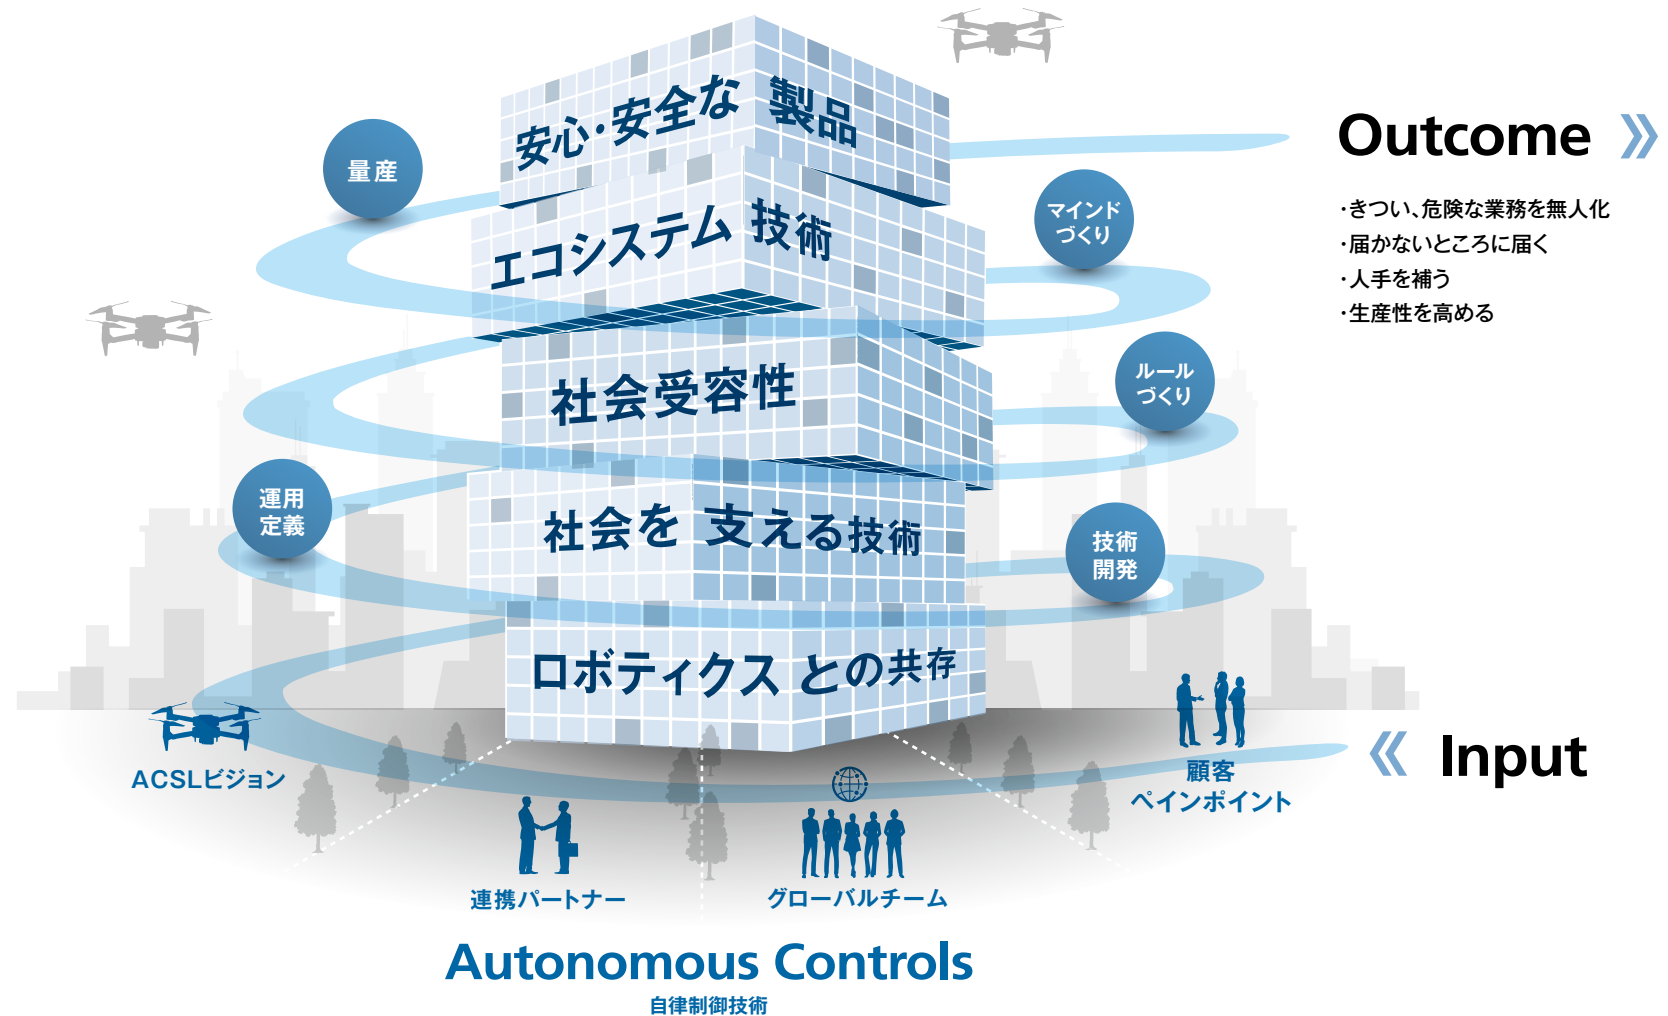 安心・安全な 製品
エコシステム 技術
社会受容性
社会を 支える技術
ロボティクス との共存
量産
マインド
づくり
ルール
づくり
運用
定義
技術
開発
Outcome
・きつい、危険な業務を無人化
・届かないところに届く
・人手を補う
・生産性を高める
Input
ACSLビジョン
連携パートナー
グローバルチーム
顧客
ペインポイント
Autonomous Controls
自律制御技術